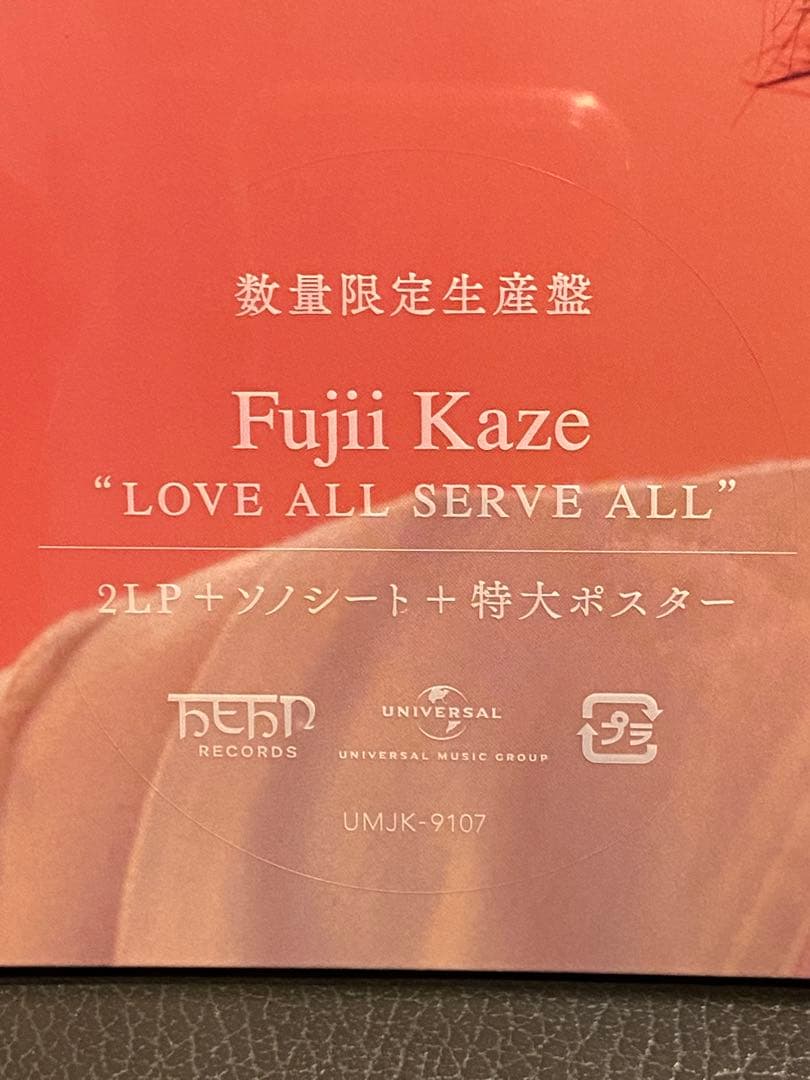 数量限定生産盤
Fujii Kaze
“LOVE ALL SERVE ALL”
2LP＋ソノシート＋特大ポスター
HEHN RECORDS
UNIVERSAL
UNIVERSAL MUSIC GROUP
プラ
UMJK-9107